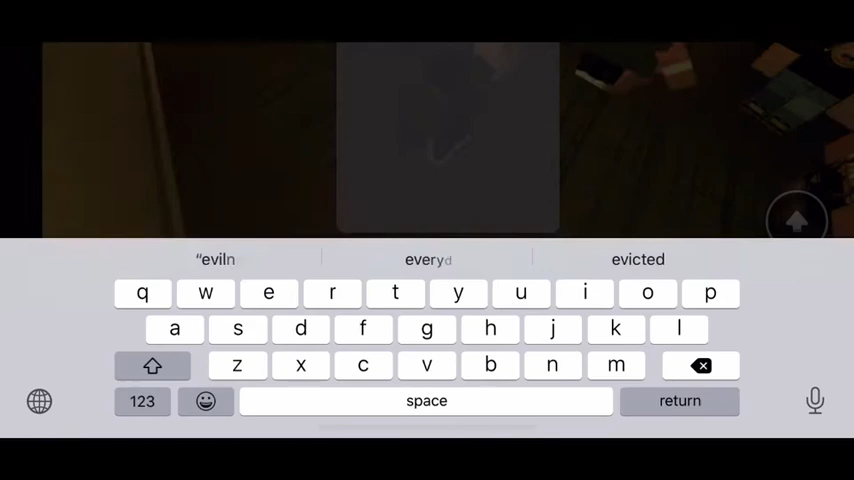 “eviln everyd evicted
q w e r t y u i o p
a s d f g h j k l
z x c v b n m
123 space return